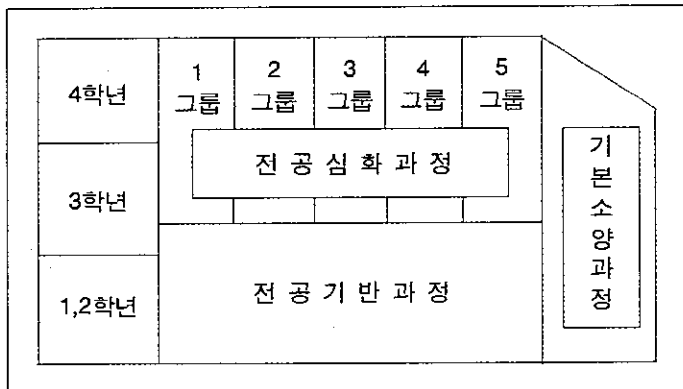 4학년
1 그룹
2 그룹
3 그룹
4 그룹
5 그룹
전 공 심 화 과 정
3학년
기본소양과정
1,2학년
전 공 기 반 과 정